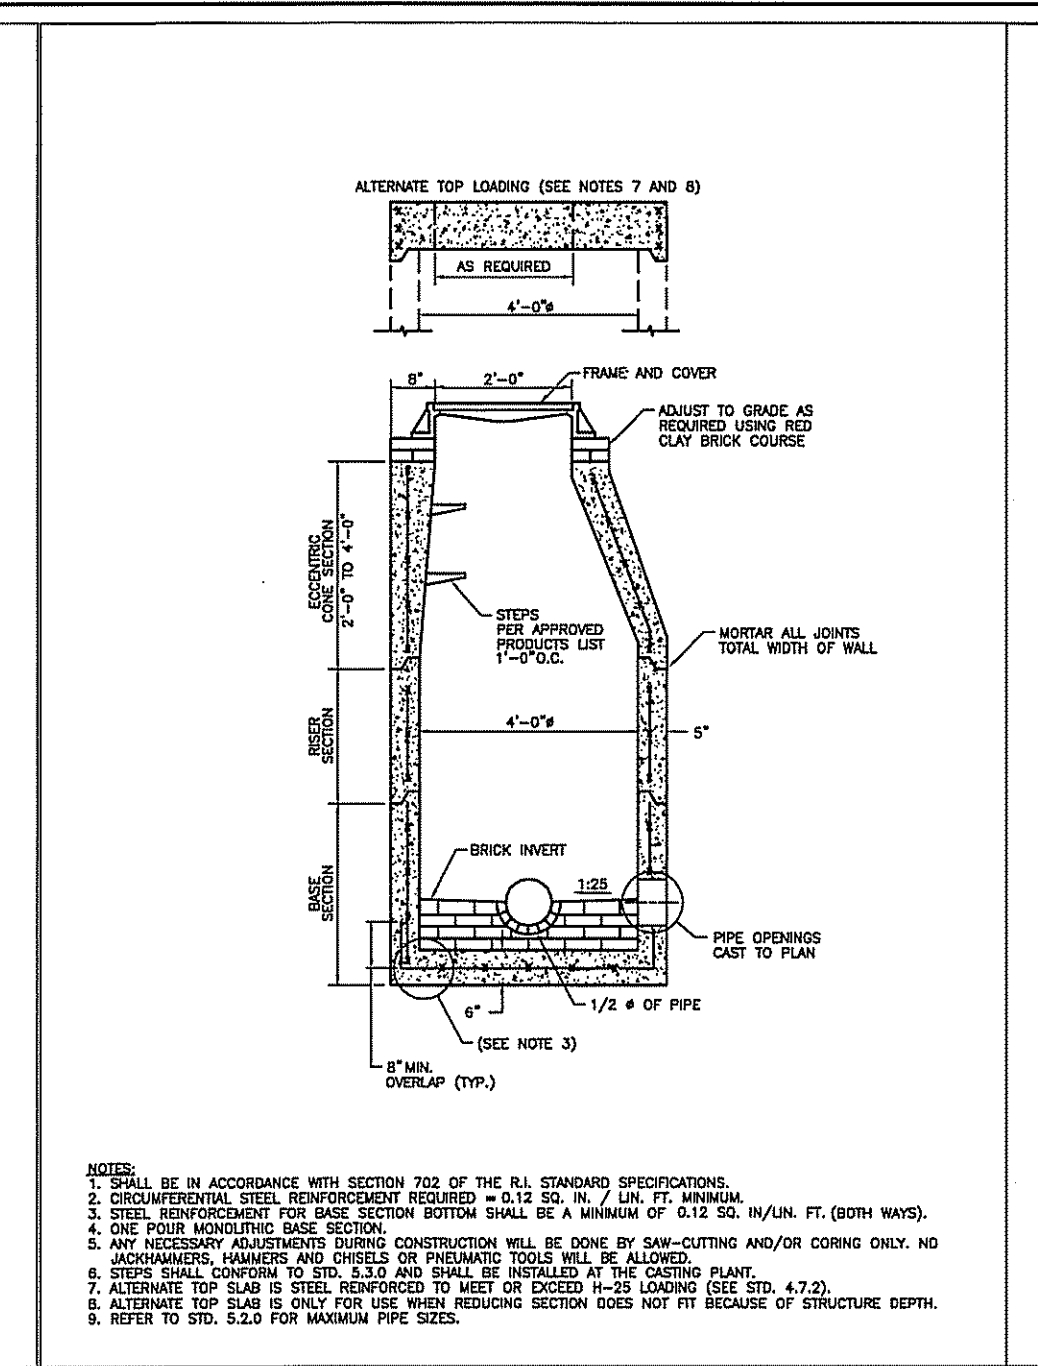 ALTERNATE TOP LOADING (SEE NOTES 7 AND 8)
AS REQUIRED
4'-0"ø
8"
2'-0"
FRAME AND COVER
ADJUST TO GRADE AS
REQUIRED USING RED
CLAY BRICK COURSE
ECCENTRIC
CONE SECTION
2'-0" TO 4'-0"
STEPS
PER APPROVED
PRODUCTS LIST
1'-0"O.C.
MORTAR ALL JOINTS
TOTAL WIDTH OF WALL
RISER
SECTION
4'-0"ø
5"
BRICK INVERT
1:25
BASE
SECTION
PIPE OPENINGS
CAST TO PLAN
6"
1/2 ø OF PIPE
(SEE NOTE 3)
8"MIN.
OVERLAP (TYP.)
NOTES:
1. SHALL BE IN ACCORDANCE WITH SECTION 702 OF THE R.I. STANDARD SPECIFICATIONS.
2. CIRCUMFERENTIAL STEEL REINFORCEMENT REQUIRED = 0.12 SQ. IN. / LIN. FT. MINIMUM.
3. STEEL REINFORCEMENT FOR BASE SECTION BOTTOM SHALL BE A MINIMUM OF 0.12 SQ. IN/LIN. FT. (BOTH WAYS).
4. ONE POUR MONOLITHIC BASE SECTION.
5. ANY NECESSARY ADJUSTMENTS DURING CONSTRUCTION WILL BE DONE BY SAW-CUTTING AND/OR CORING ONLY. NO
JACKHAMMERS, HAMMERS AND CHISELS OR PNEUMATIC TOOLS WILL BE ALLOWED.
6. STEPS SHALL CONFORM TO STD. 5.3.0 AND SHALL BE INSTALLED AT THE CASTING PLANT.
7. ALTERNATE TOP SLAB IS STEEL REINFORCED TO MEET OR EXCEED H-25 LOADING (SEE STD. 4.7.2).
8. ALTERNATE TOP SLAB IS ONLY FOR USE WHEN REDUCING SECTION DOES NOT FIT BECAUSE OF STRUCTURE DEPTH.
9. REFER TO STD. 5.2.0 FOR MAXIMUM PIPE SIZES.